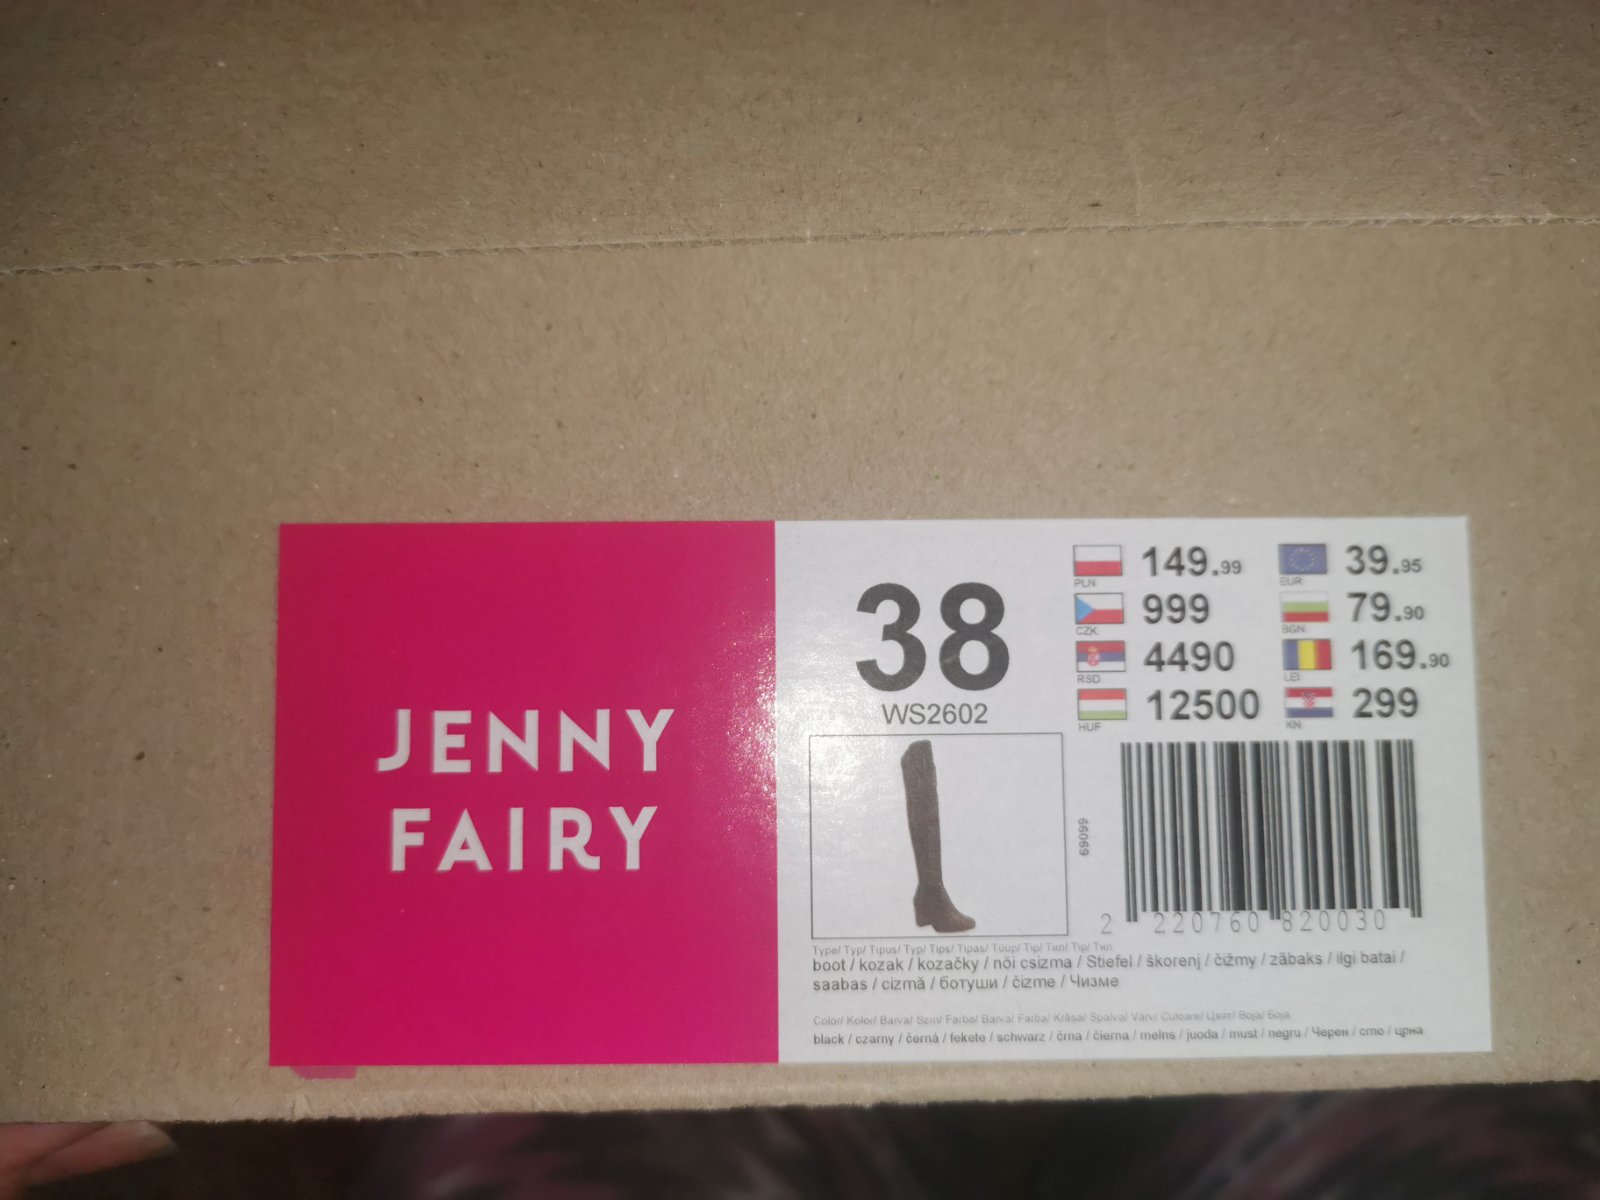 JENNY
FAIRY
38
WS2602
PLN 149.99
EUR 39.95
CZK 999
BGN 79.90
RSD 4490
LEI 169.90
HUF 12500
KN 299
66069
2 220760 820030
Type/ Typ/ Tipus/ Typ/ Tips/ Tipas/ Tüüp/ Tip/ Тип/ Tip/ Тип
boot / kozak / kozačky / női csizma / Stiefel / škorenj / čižmy / zābaks / ilgi batai /
saabas / cizmă / ботуши / čizme / Чизме
Color/ Kolor/ Barva/ Szín/ Farbe/ Barva/ Farba/ Krāsa/ Spalva/ Värv/ Culoare/ Цвят/ Boja/ Боја
black / czarny / černá / fekete / schwarz / črna / čierna / melns / juoda / must / negru / Черен / crno / црна